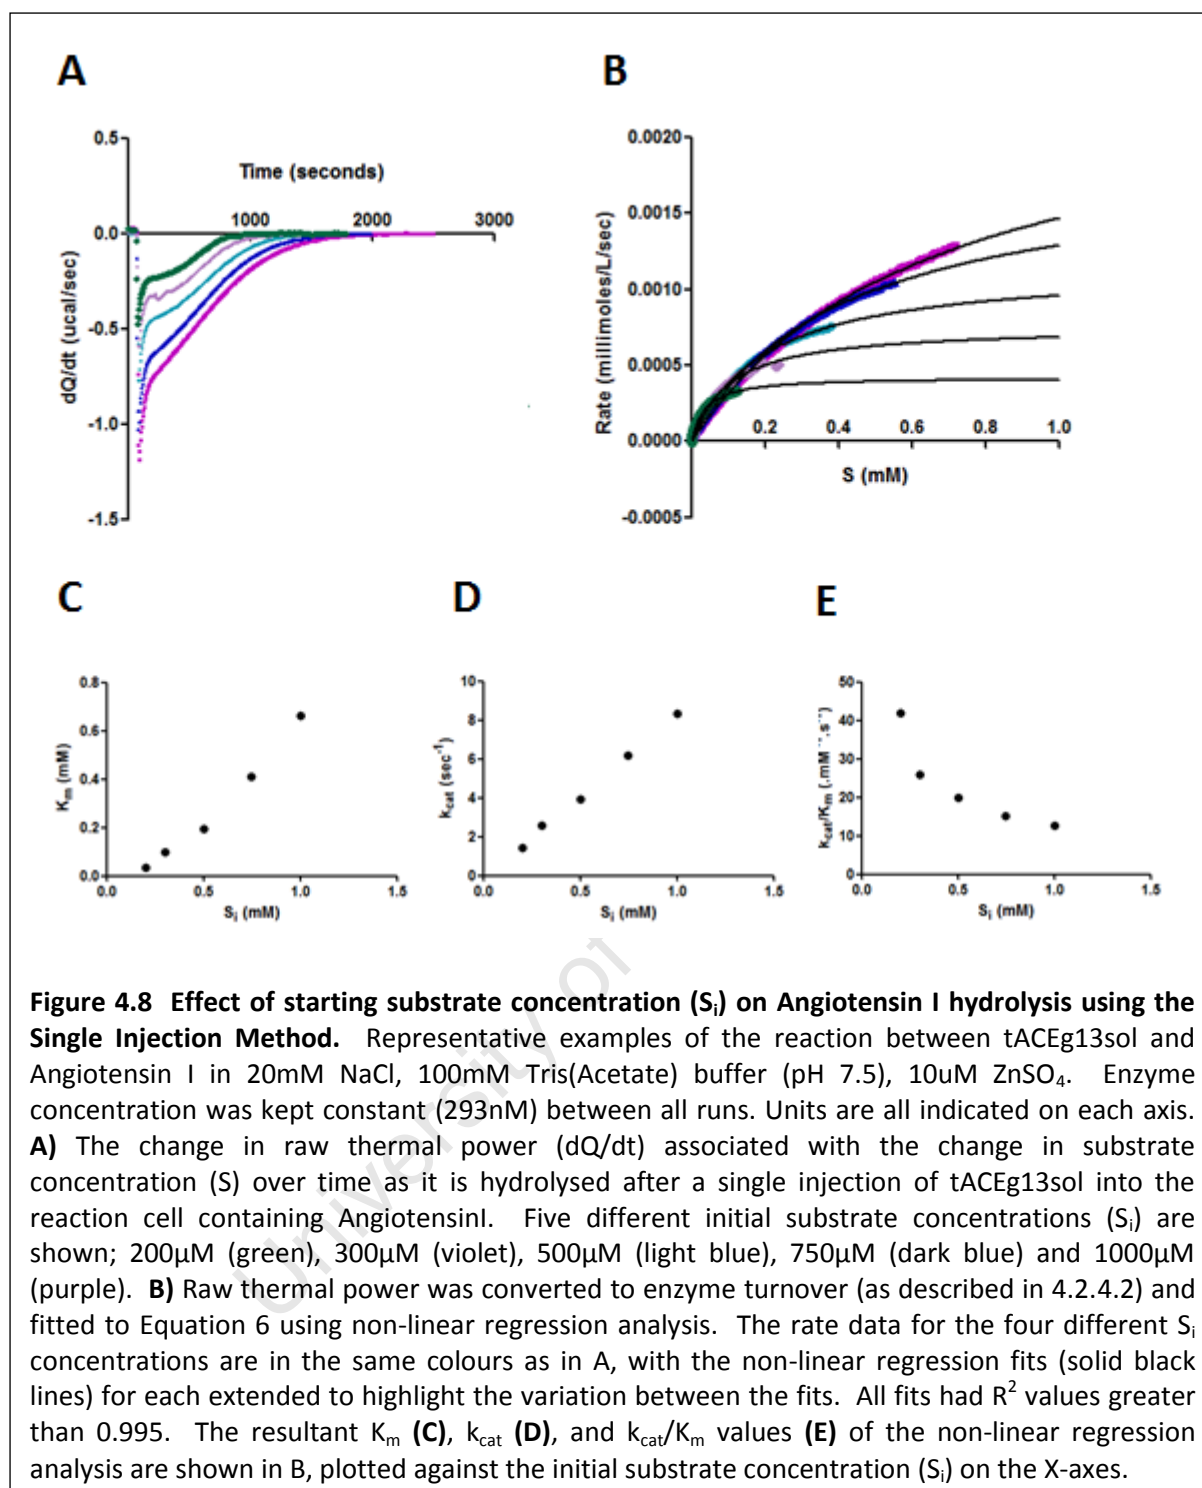 A
B
0.5
0.0
-0.5
-1.0
-1.5
dQ/dt (ucal/sec)
Time (seconds)
1000
2000
3000
0.0020
0.0015
0.0010
0.0005
0.0000
-0.0005
Rate (millimoles/L/sec)
0.2
0.4
0.6
0.8
1.0
S (mM)
C
D
E
0.8
0.6
0.4
0.2
0.0
Km (mM)
0.0
0.5
1.0
1.5
Si (mM)
10
8
6
4
2
0
kcat (sec-1)
0.0
0.5
1.0
1.5
Si (mM)
50
40
30
20
10
0
kcat/Km (.mM .s
0.0
0.5
1.0
1.5
Si (mM)
University of
Figure 4.8 Effect of starting substrate concentration (Si) on Angiotensin I hydrolysis using the
Single Injection Method. Representative examples of the reaction between tACEg13sol and
Angiotensin I in 20mM NaCl, 100mM Tris(Acetate) buffer (pH 7.5), 10uM ZnSO4. Enzyme
concentration was kept constant (293nM) between all runs. Units are all indicated on each axis.
A) The change in raw thermal power (dQ/dt) associated with the change in substrate
concentration (S) over time as it is hydrolysed after a single injection of tACEg13sol into the
reaction cell containing AngiotensinI. Five different initial substrate concentrations (Si) are
shown; 200µM (green), 300µM (violet), 500µM (light blue), 750µM (dark blue) and 1000µM
(purple). B) Raw thermal power was converted to enzyme turnover (as described in 4.2.4.2) and
fitted to Equation 6 using non-linear regression analysis. The rate data for the four different Si
concentrations are in the same colours as in A, with the non-linear regression fits (solid black
lines) for each extended to highlight the variation between the fits. All fits had R2 values greater
than 0.995. The resultant Km (C), kcat (D), and kcat/Km values (E) of the non-linear regression
analysis are shown in B, plotted against the initial substrate concentration (Si) on the X-axes.